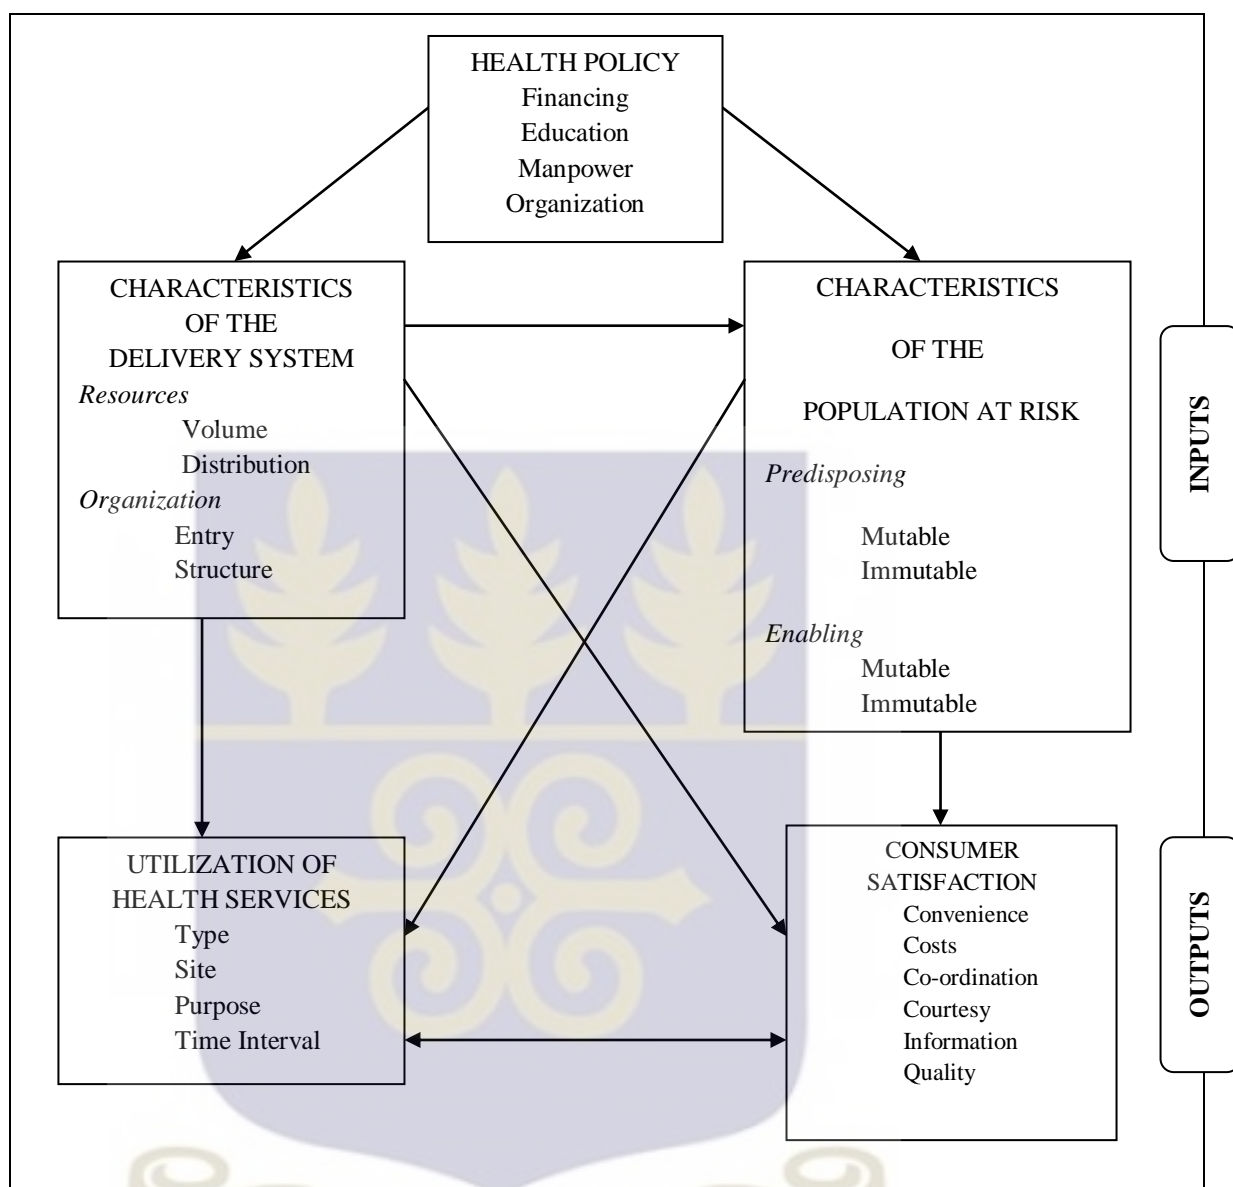 HEALTH POLICY
Financing
Education
Manpower
Organization
CHARACTERISTICS
OF THE
DELIVERY SYSTEM
Resources
Volume
Distribution
Organization
Entry
Structure
CHARACTERISTICS
OF THE
POPULATION AT RISK
Predisposing
Mutable
Immutable
Enabling
Mutable
Immutable
INPUTS
UTILIZATION OF
HEALTH SERVICES
Type
Site
Purpose
Time Interval
CONSUMER
SATISFACTION
Convenience
Costs
Co-ordination
Courtesy
Information
Quality
OUTPUTS